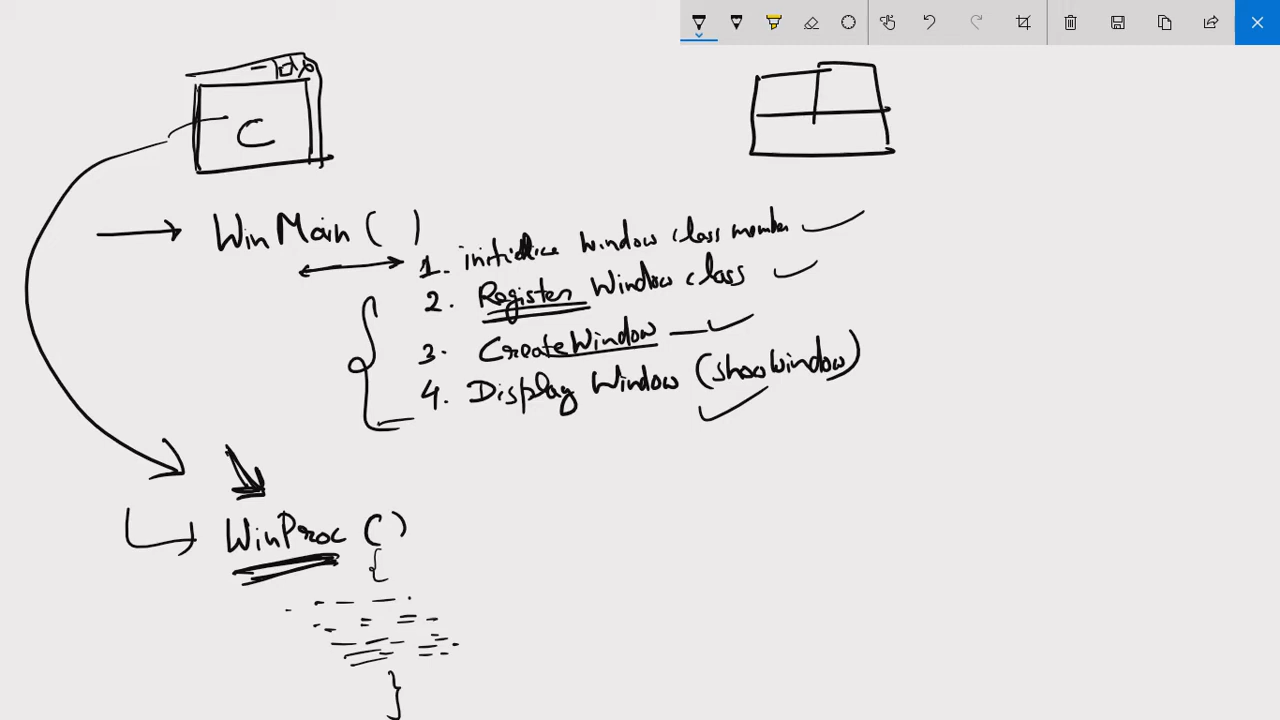 C
WinMain ( )
1. initialize window class member
2. Register Window class
3. CreateWindow
4. Display Window (showWindow)
WinProc ( )
{
}